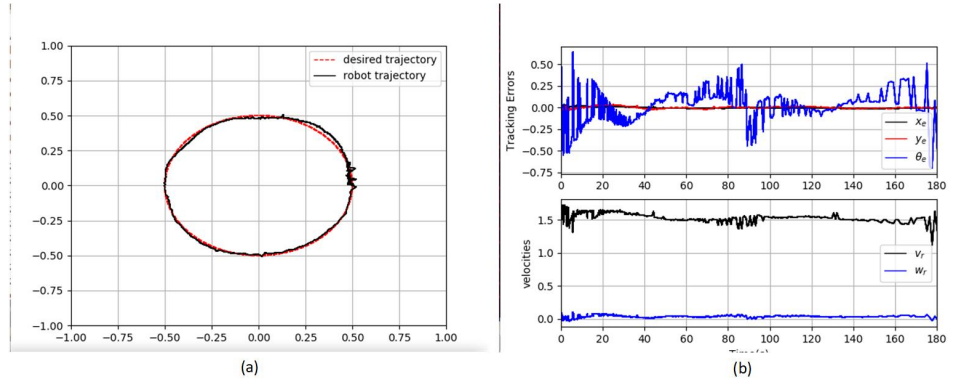 1.00
0.75
0.50
0.25
0.00
−0.25
−0.50
−0.75
−1.00
−1.00 −0.75 −0.50 −0.25 0.00 0.25 0.50 0.75 1.00
desired trajectory
robot trajectory
(a)
Tracking Errors
0.50
0.25
0.00
−0.25
−0.50
−0.75
0 20 40 60 80 100 120 140 160 180
xₑ
yₑ
θₑ
velocities
1.5
1.0
0.5
0.0
0 20 40 60 80 100 120 140 160 180
vᵣ
wᵣ
Time(s)
(b)